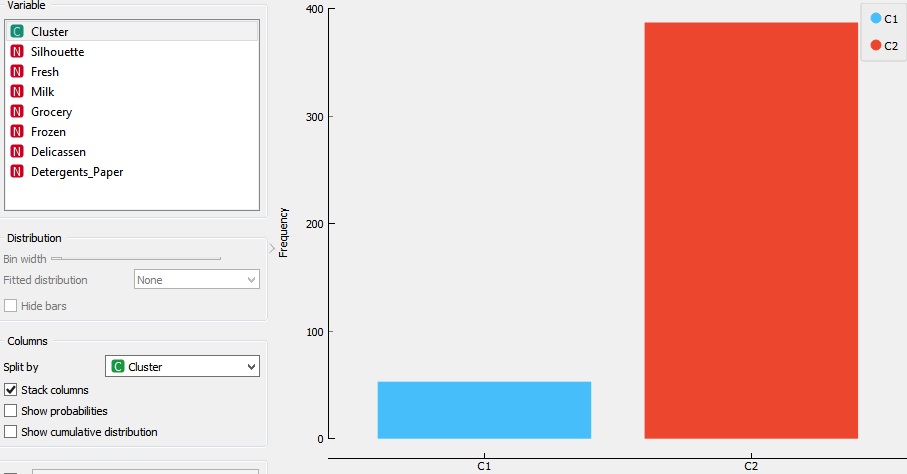 Variable
C Cluster
N Silhouette
N Fresh
N Milk
N Grocery
N Frozen
N Delicassen
N Detergents_Paper
Distribution
Bin width
Fitted distribution None
Hide bars
Columns
Split by C Cluster
Stack columns
Show probabilities
Show cumulative distribution
Frequency
400
300
200
100
0
C1
C2
C1
C2